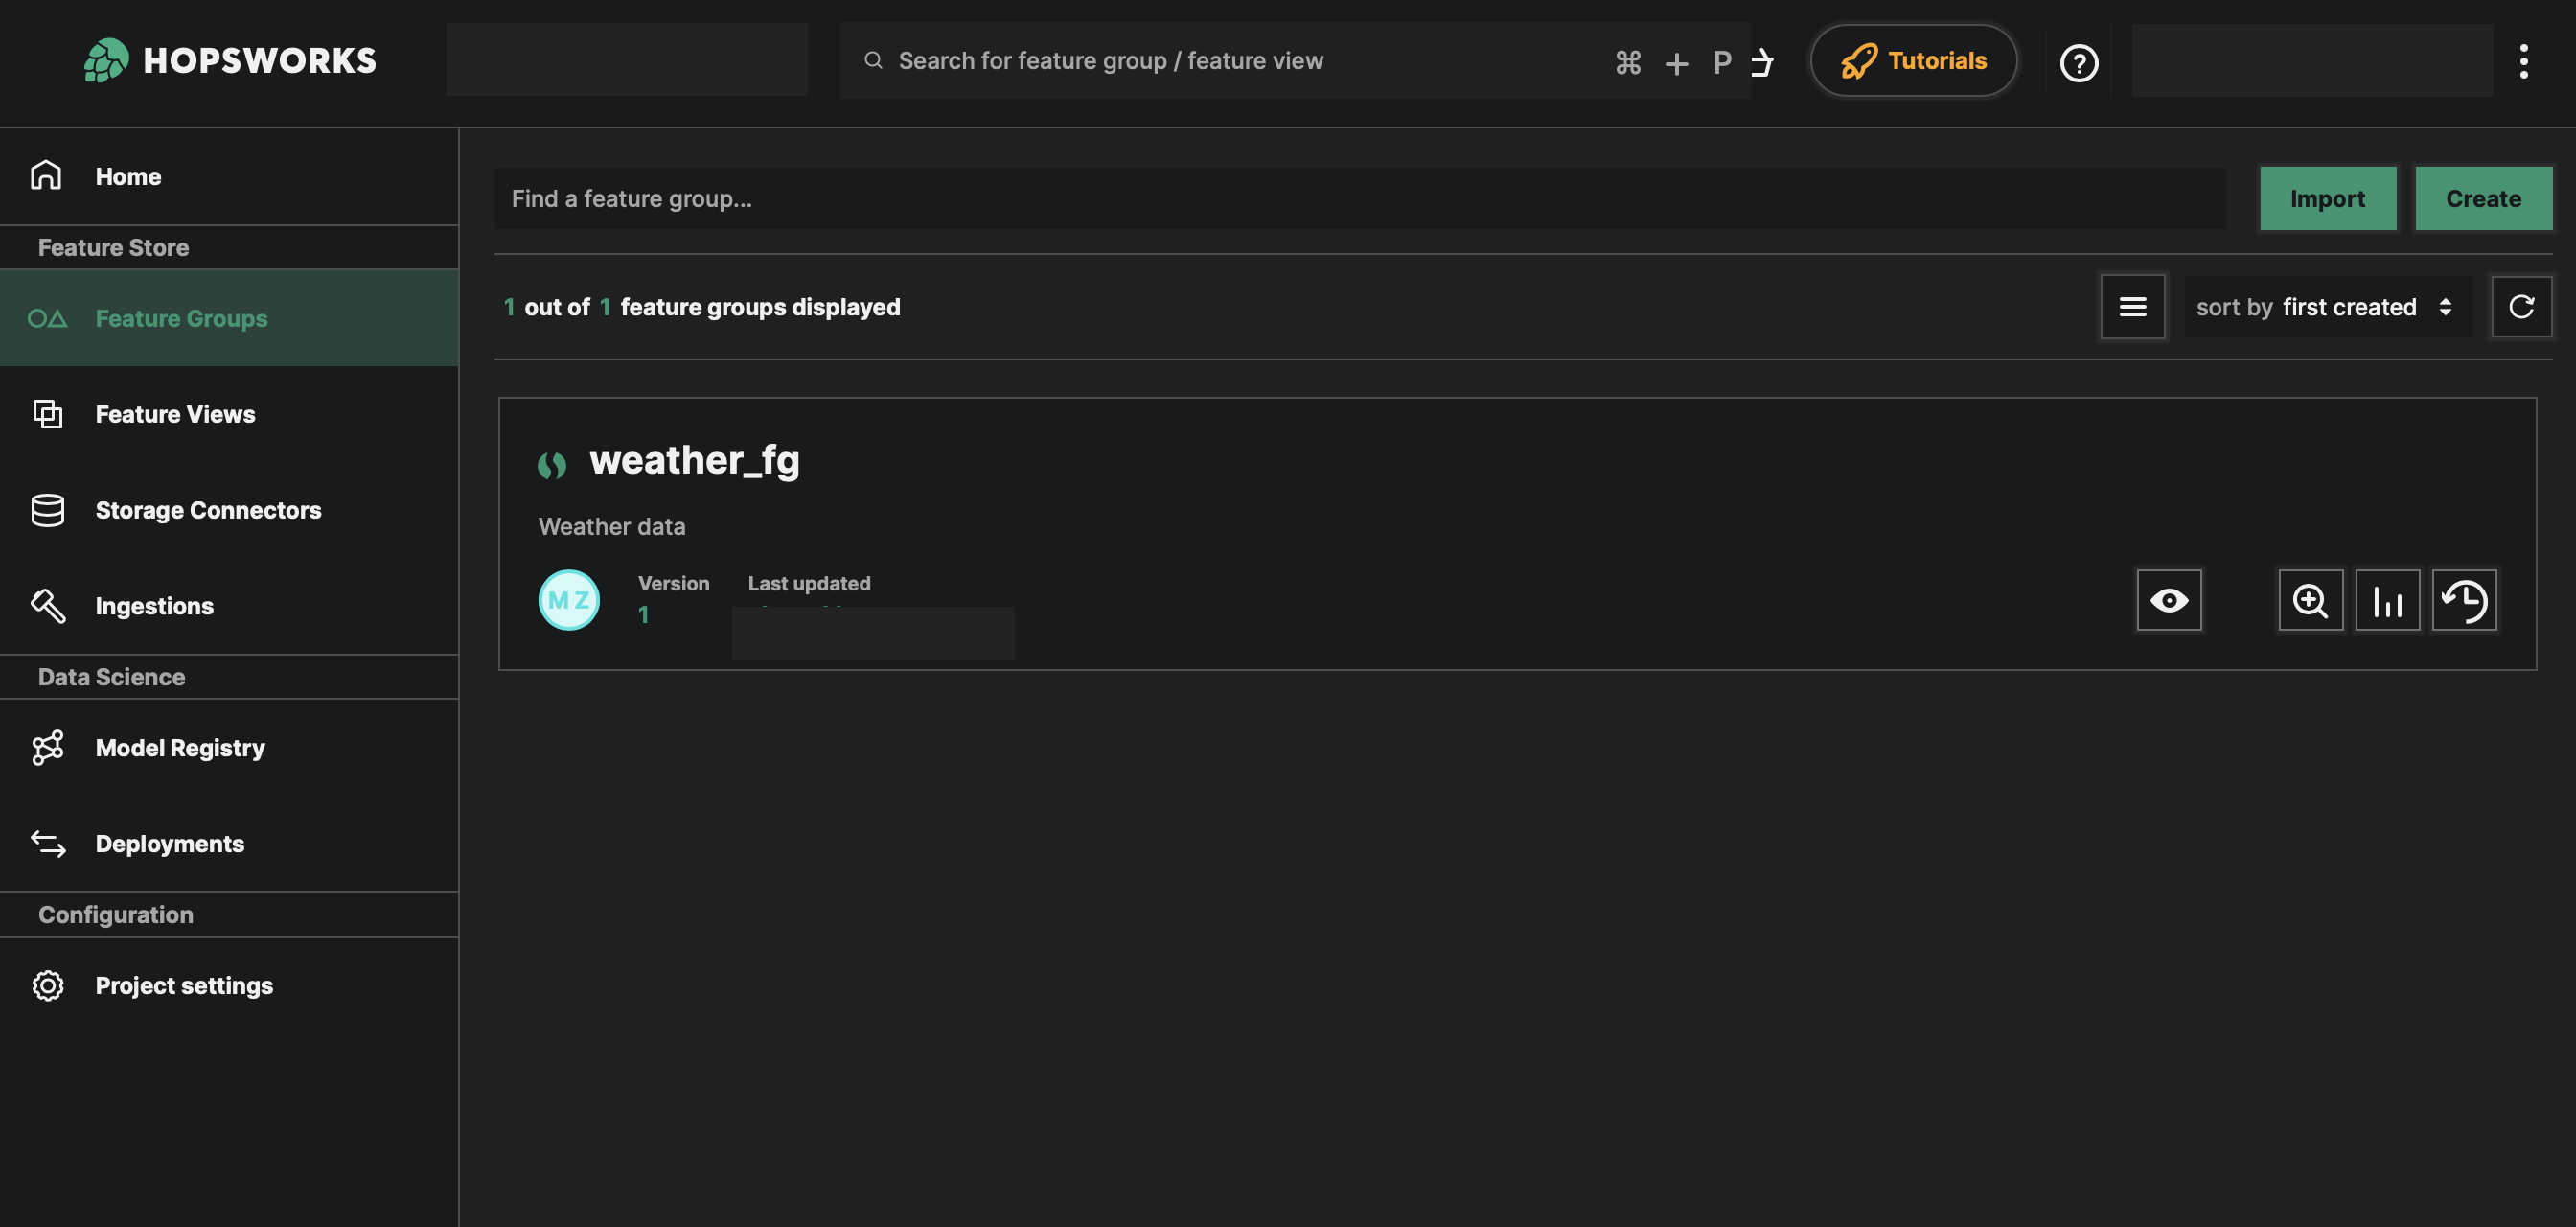 HOPSWORKS
Search for feature group / feature view
⌘ + P
Tutorials
Home
Feature Store
Feature Groups
Feature Views
Storage Connectors
Ingestions
Data Science
Model Registry
Deployments
Configuration
Project settings
Find a feature group...
Import
Create
1 out of 1 feature groups displayed
sort by first created
weather_fg
Weather data
M Z
Version
Last updated
1